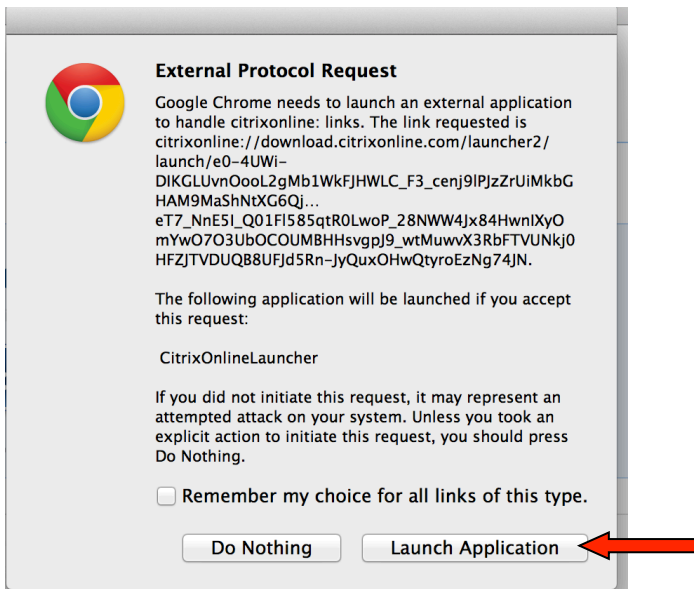 External Protocol Request
Google Chrome needs to launch an external application
to handle citrixonline: links. The link requested is
citrixonline://download.citrixonline.com/launcher2/
launch/e0-4UWi-
DIKGLUvnOooL2gMb1WkFJHWLC_F3_cenj9lPJzZrUiMkbG
HAM9MaShNtXG6Qj...
eT7_NnE5I_Q01Fl585qtR0LwoP_28NWW4Jx84HwnlXyO
mYwO7O3UbOCOUMBHHsvgpJ9_wtMuwvX3RbFTVUNkj0
HFZJTVDUQB8UFJd5Rn-JyQuxOHwQtyroEzNg74JN.
The following application will be launched if you accept
this request:
CitrixOnlineLauncher
If you did not initiate this request, it may represent an
attempted attack on your system. Unless you took an
explicit action to initiate this request, you should press
Do Nothing.
Remember my choice for all links of this type.
Do Nothing
Launch Application